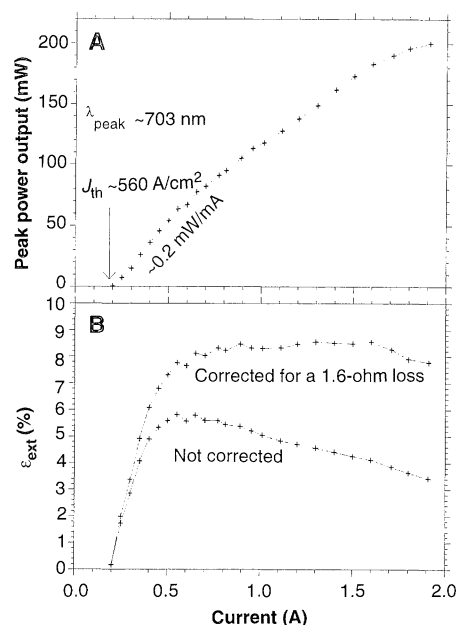 A
200
150
100
50
0
Peak power output (mW)
λpeak ~703 nm
Jth ~560 A/cm²
~0.2 mW/mA
B
10
9
8
7
6
5
4
3
2
1
0
εext (%)
Corrected for a 1.6-ohm loss
Not corrected
0.0 0.5 1.0 1.5 2.0
Current (A)